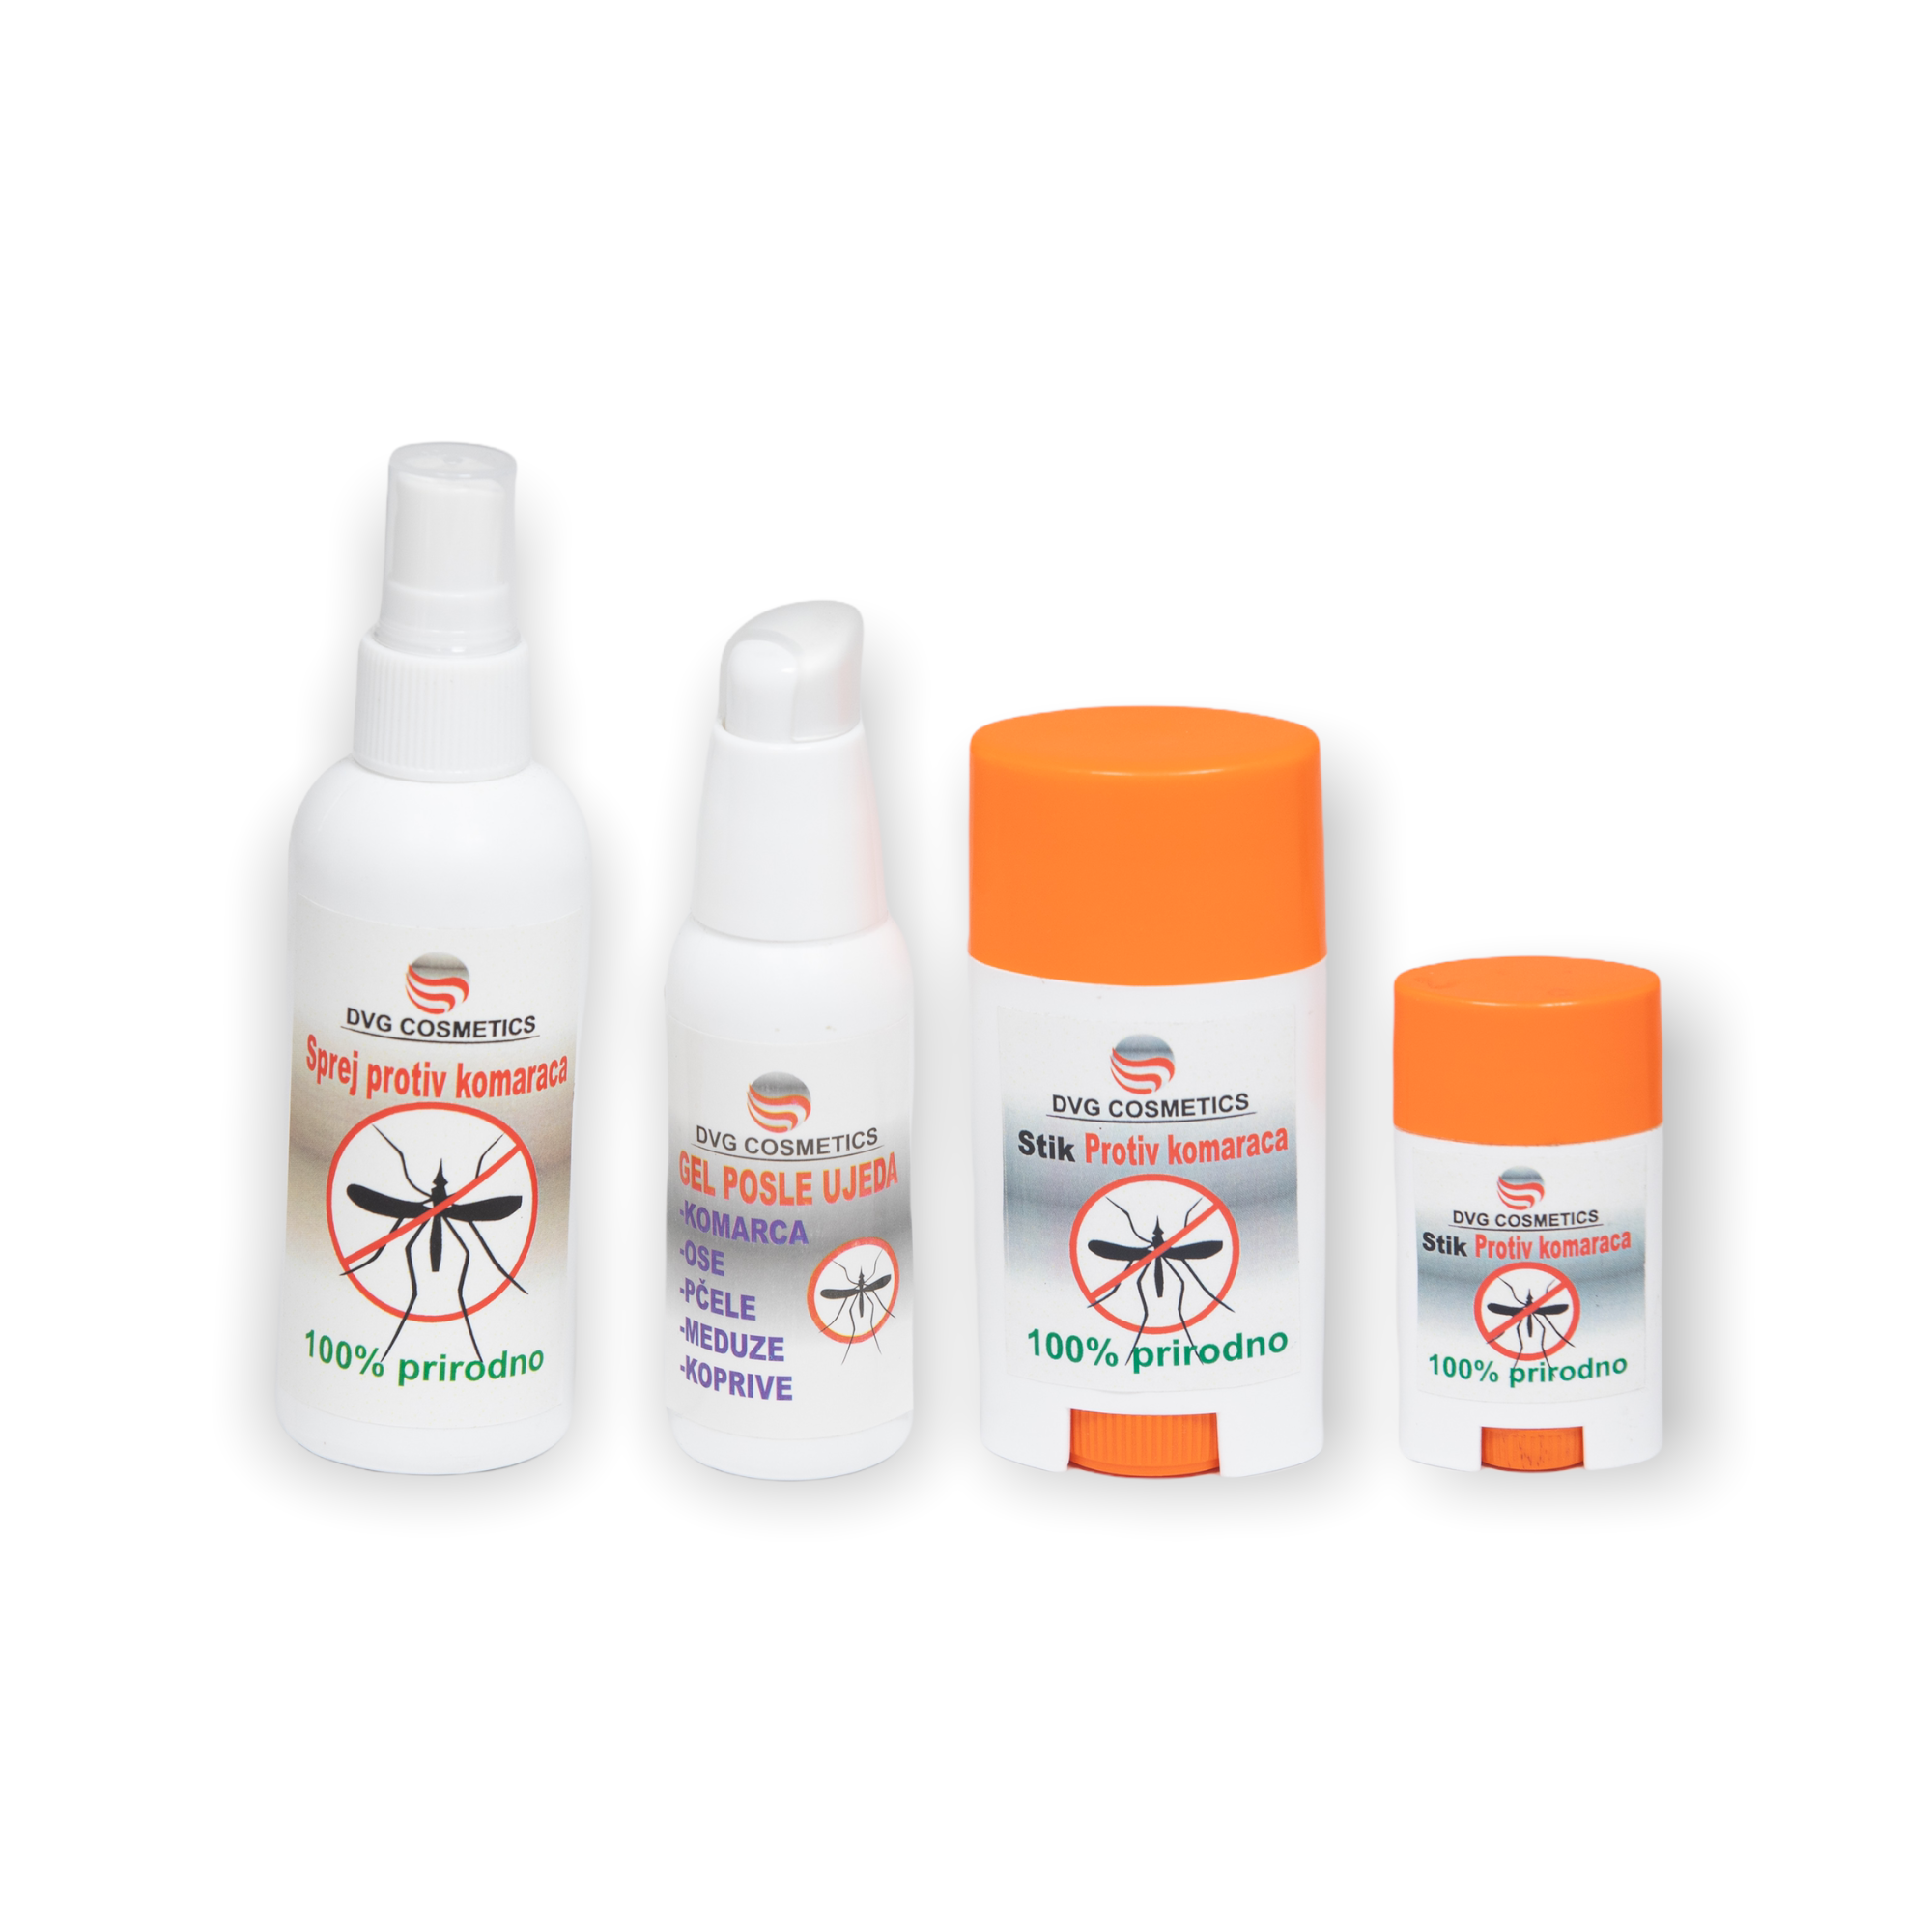 DVG COSMETICS
Sprej protiv komaraca
100% prirodno
DVG COSMETICS
GEL POSLE UJEDA
-KOMARCA
-OSE
-PČELE
-MEDUZE
-KOPRIVE
DVG COSMETICS
Stik Protiv komaraca
100% prirodno
DVG COSMETICS
Stik Protiv komaraca
100% prirodno